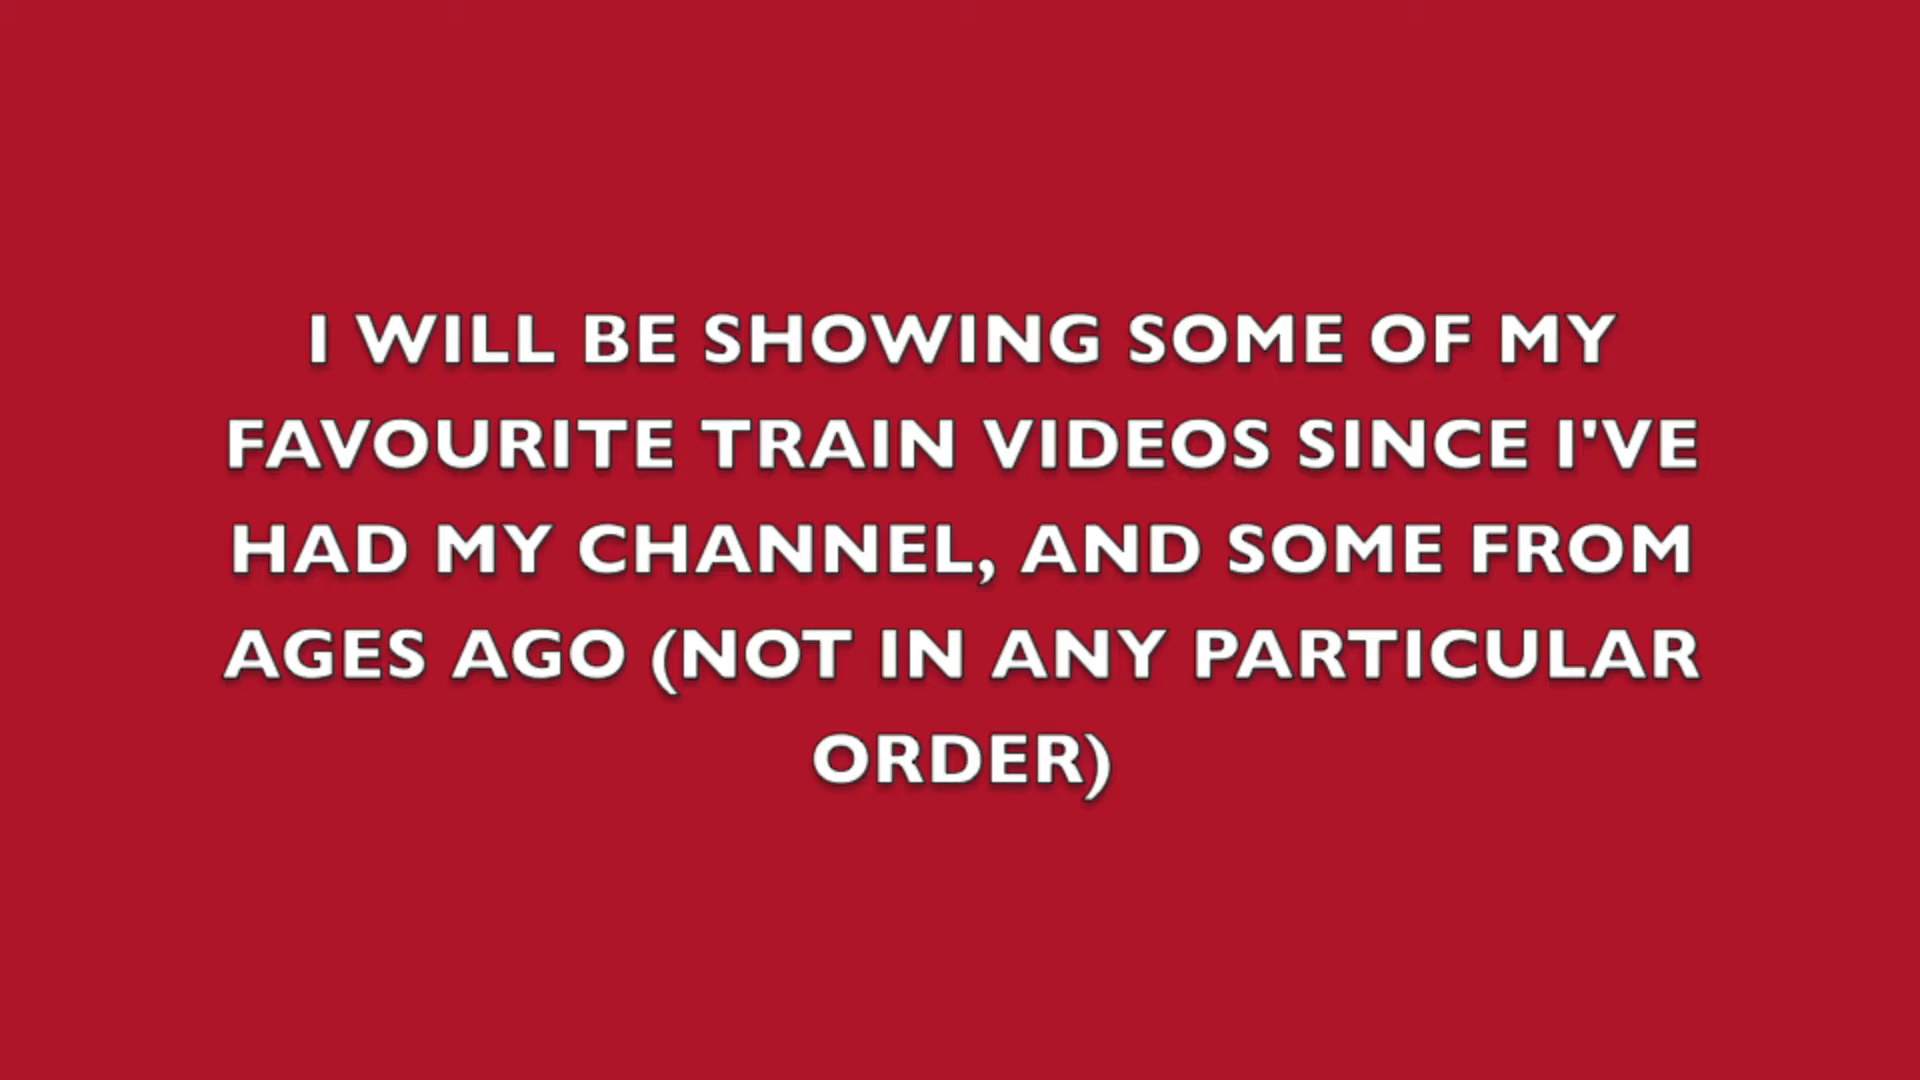 I WILL BE SHOWING SOME OF MY
FAVOURITE TRAIN VIDEOS SINCE I'VE
HAD MY CHANNEL, AND SOME FROM
AGES AGO (NOT IN ANY PARTICULAR
ORDER)